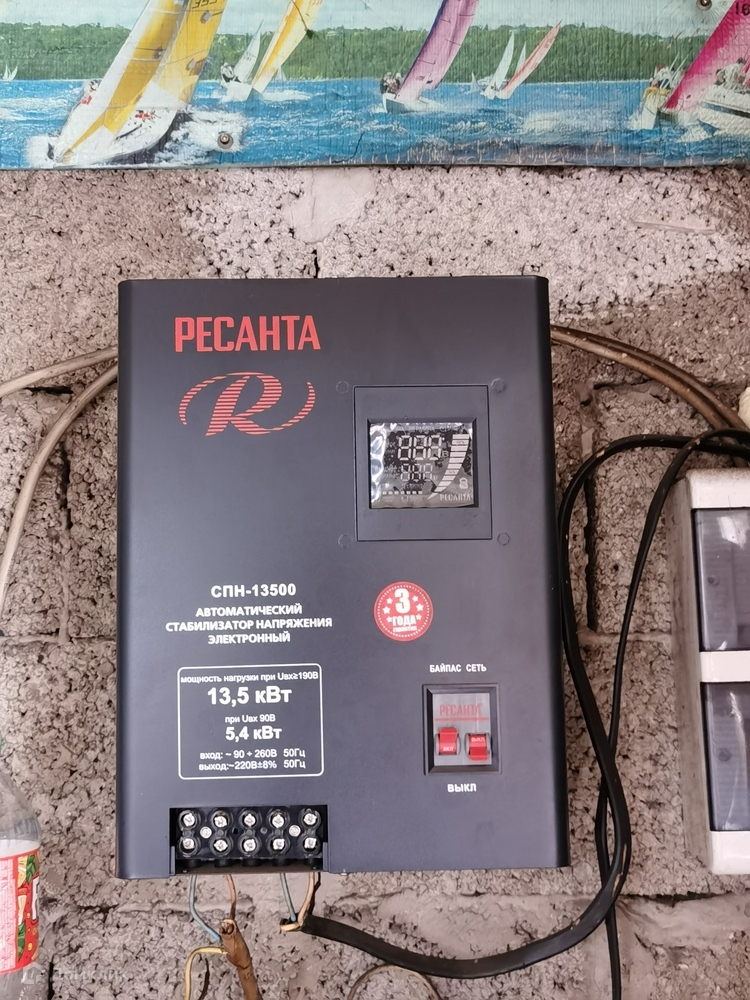 РЕСАНТА
R
РЕСАНТА
СПН-13500
АВТОМАТИЧЕСКИЙ
СТАБИЛИЗАТОР НАПРЯЖЕНИЯ
ЭЛЕКТРОННЫЙ
3
ГОДА
мощность нагрузки при Uвх≥190В
13,5 кВт
при Uвх 90В
5,4 кВт
вход: ~ 90 ÷ 260В 50Гц
выход:~220В±8% 50Гц
БАЙПАС СЕТЬ
РЕСАНТА
ВЫКЛ